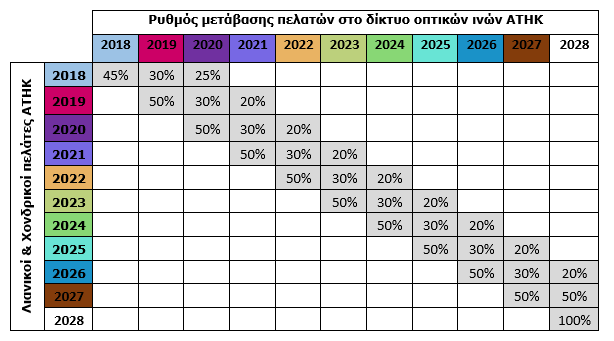 Ρυθμός μετάβασης πελατών στο δίκτυο οπτικών ινών ΑΤΗΚ
2018 2019 2020 2021 2022 2023 2024 2025 2026 2027 2028
Λιανικοί & Χονδρικοί πελάτες ΑΤΗΚ
2018 45% 30% 25%
2019 50% 30% 20%
2020 50% 30% 20%
2021 50% 30% 20%
2022 50% 30% 20%
2023 50% 30% 20%
2024 50% 30% 20%
2025 50% 30% 20%
2026 50% 30% 20%
2027 50% 50%
2028 100%